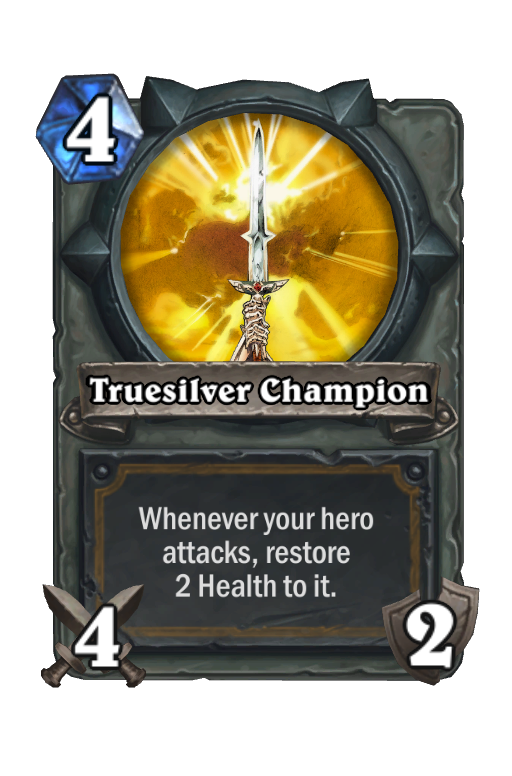 4
Truesilver Champion
Whenever your hero
attacks, restore
2 Health to it.
4
2